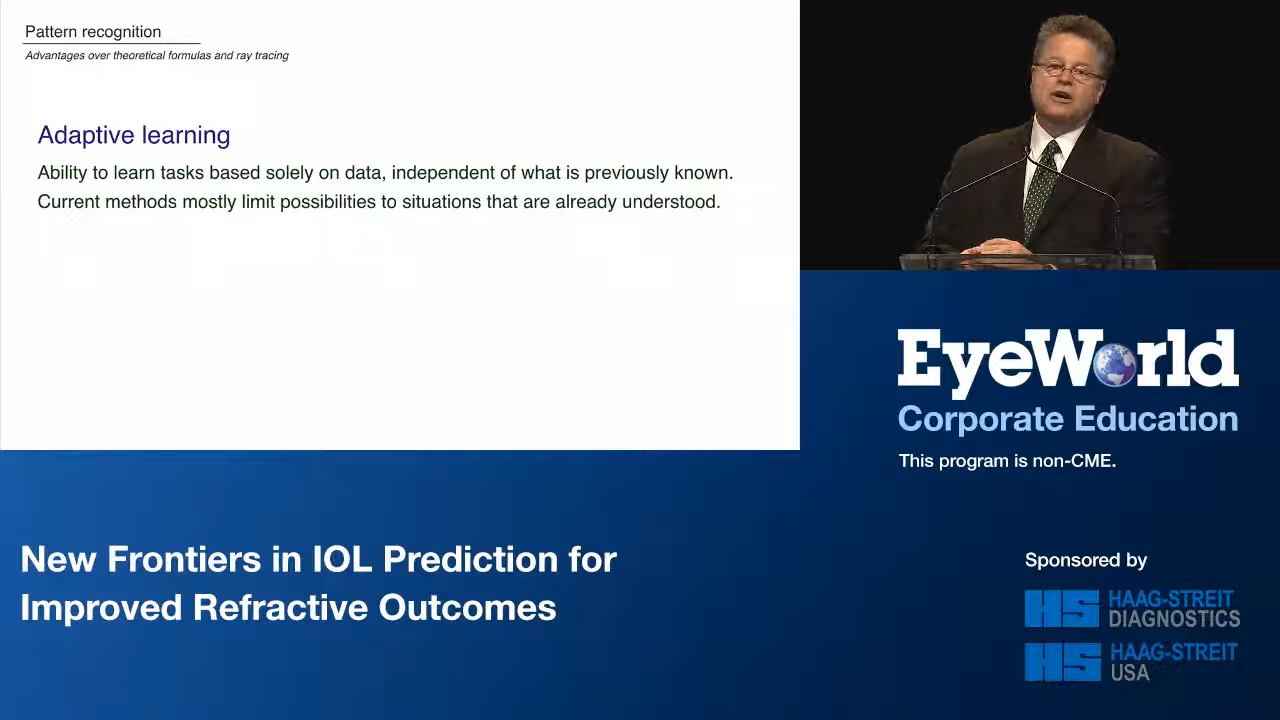 Pattern recognition
Advantages over theoretical formulas and ray tracing
Adaptive learning
Ability to learn tasks based solely on data, independent of what is previously known.
Current methods mostly limit possibilities to situations that are already understood.
EyeWorld
Corporate Education
This program is non-CME.
New Frontiers in IOL Prediction for
Improved Refractive Outcomes
Sponsored by
HS HAAG-STREIT
DIAGNOSTICS
HS HAAG-STREIT
USA